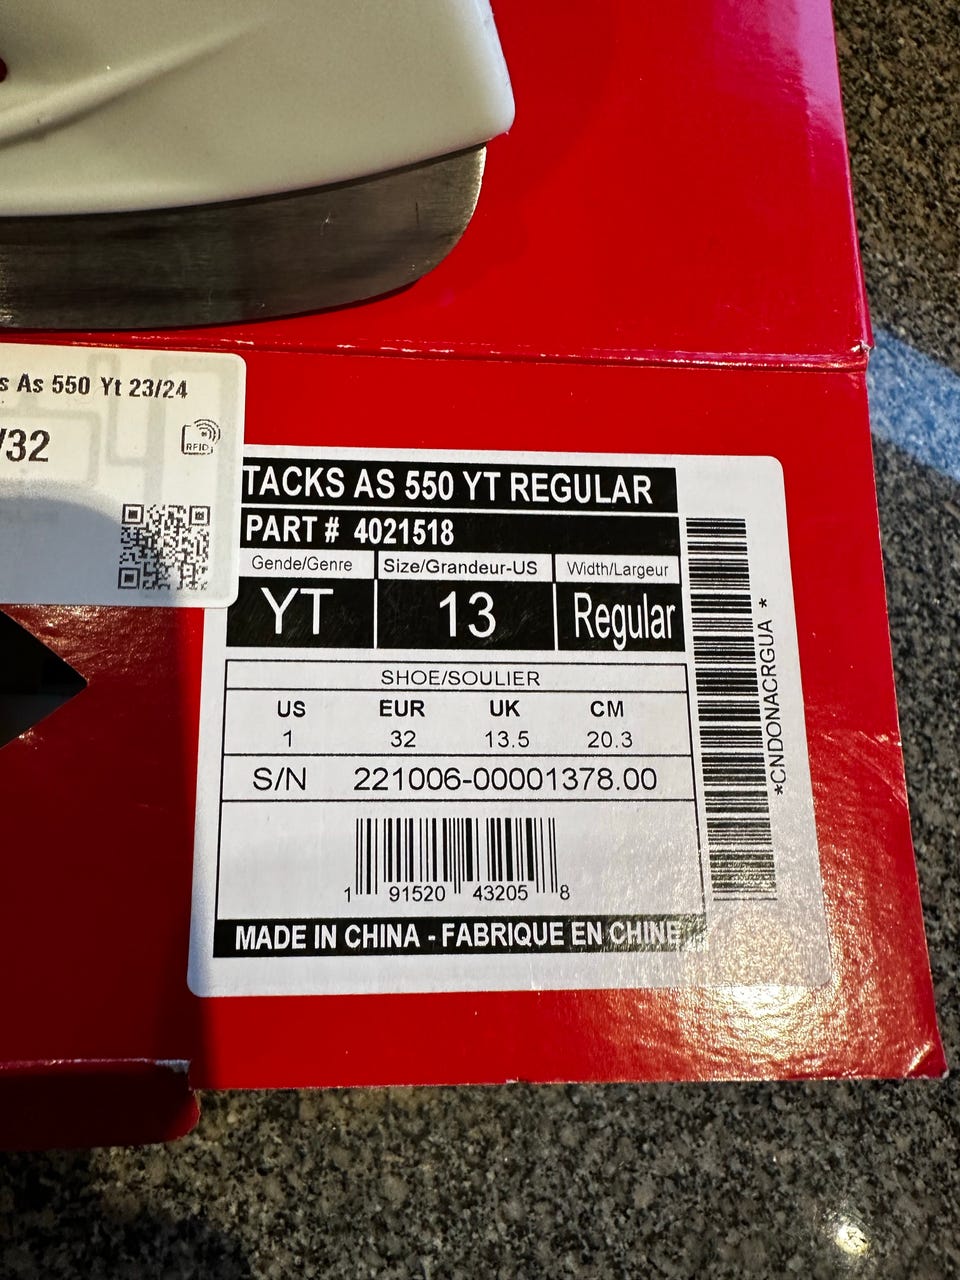 s As 550 Yt 23/24
/32
RFID
TACKS AS 550 YT REGULAR
PART # 4021518
Gende/Genre Size/Grandeur-US Width/Largeur
YT 13 Regular
SHOE/SOULIER
US EUR UK CM
1 32 13.5 20.3
S/N 221006-00001378.00
1 91520 43205 8
MADE IN CHINA - FABRIQUE EN CHINE
*CNDONACRGUA *